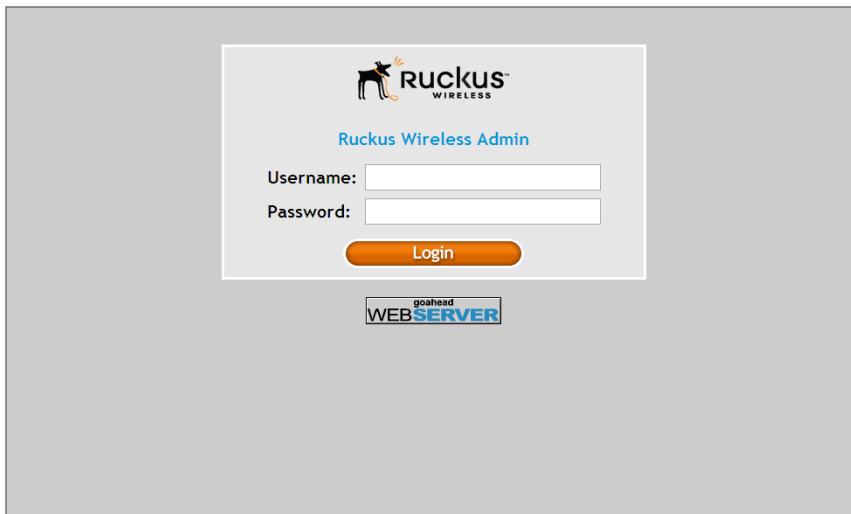 Ruckus™
WIRELESS
Ruckus Wireless Admin
Username:
Password:
Login
goahead
WEBSERVER